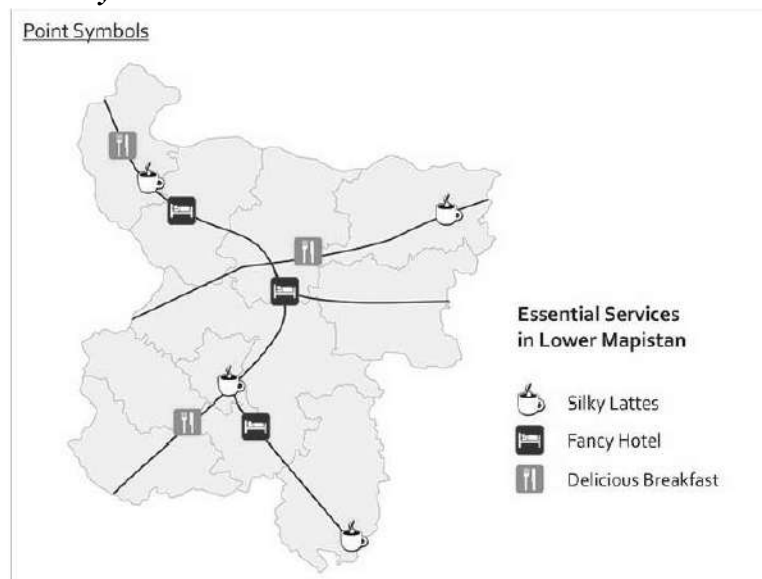 Point Symbols
Essential Services
in Lower Mapistan
Silky Lattes
Fancy Hotel
Delicious Breakfast